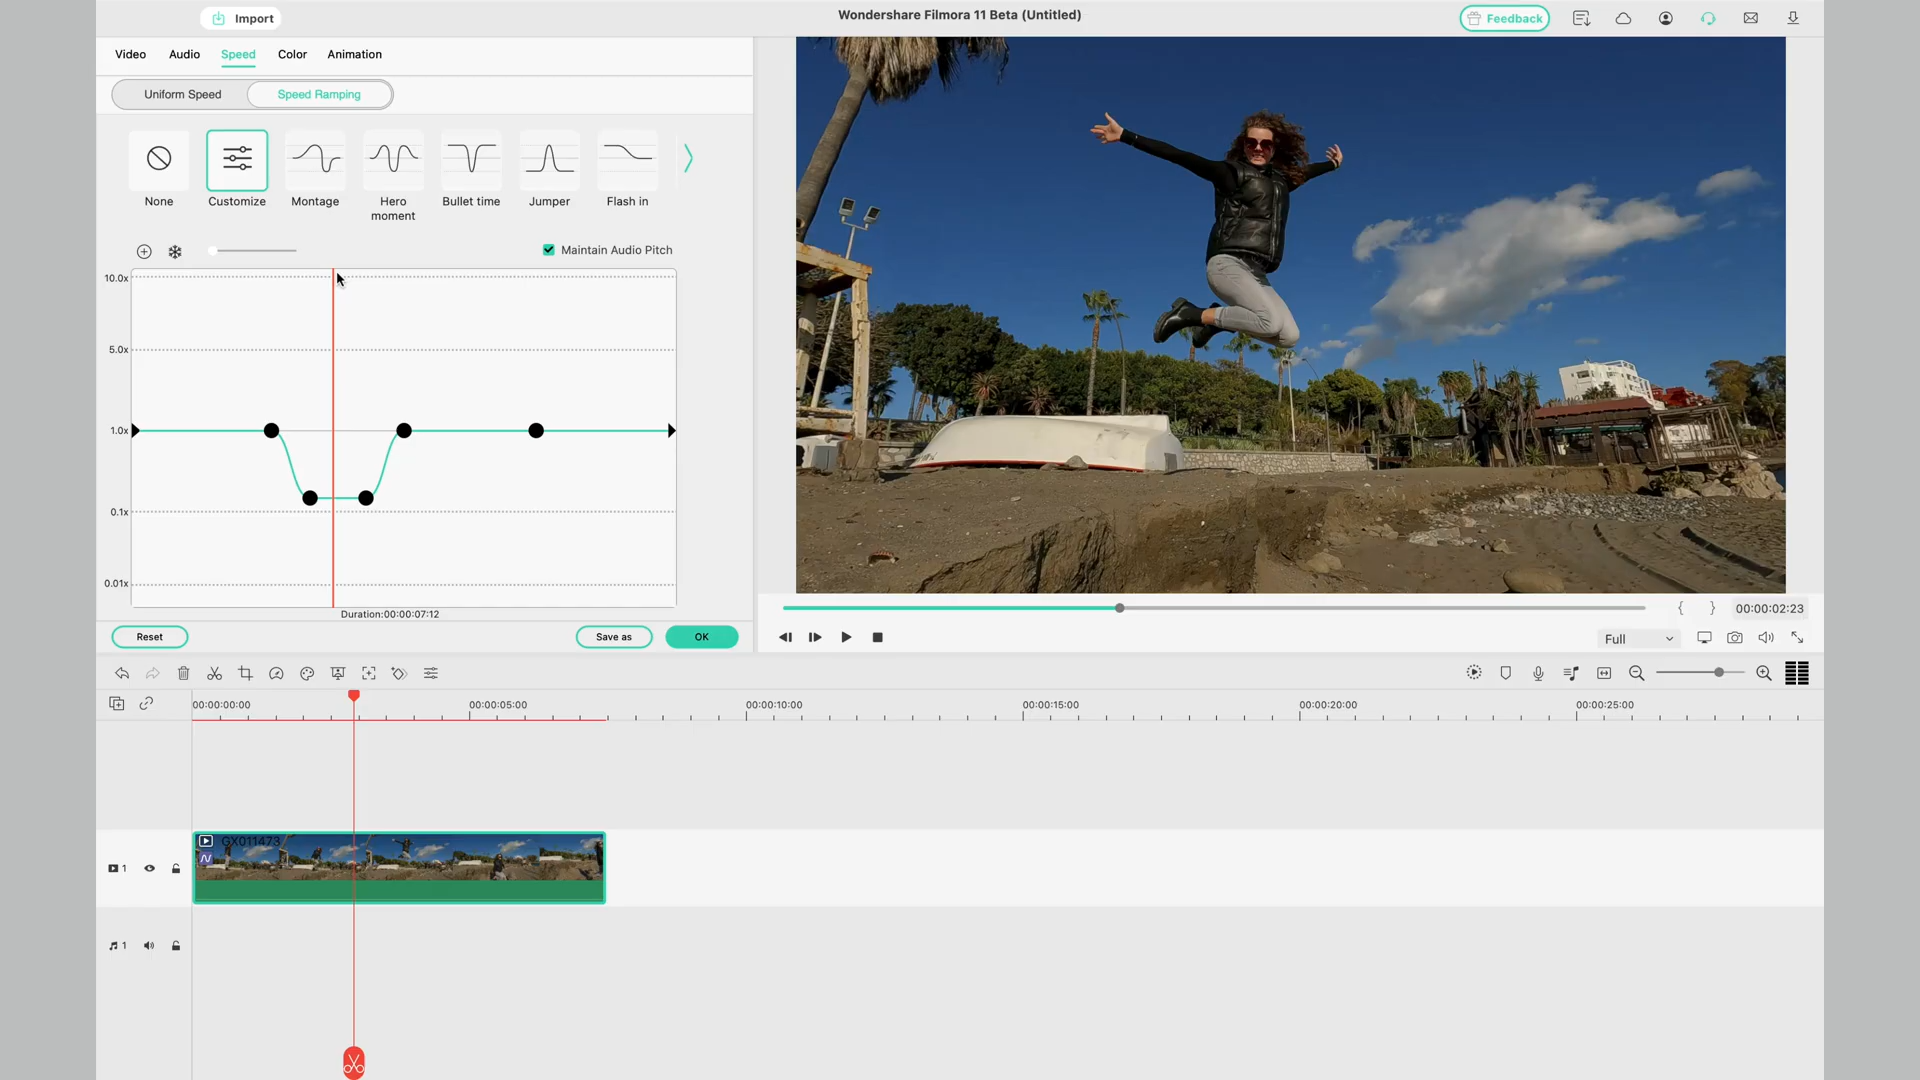 Import
Wondershare Filmora 11 Beta (Untitled)
Feedback
Video
Audio
Speed
Color
Animation
Uniform Speed
Speed Ramping
None
Customize
Montage
Hero
moment
Bullet time
Jumper
Flash in
Maintain Audio Pitch
10.0x
5.0x
1.0x
0.1x
0.01x
Duration:00:00:07:12
Reset
Save as
OK
{ }
00:00:02:23
Full
00:00:00:00
00:00:05:00
00:00:10:00
00:00:15:00
00:00:20:00
00:00:25:00
GX011473
1
1